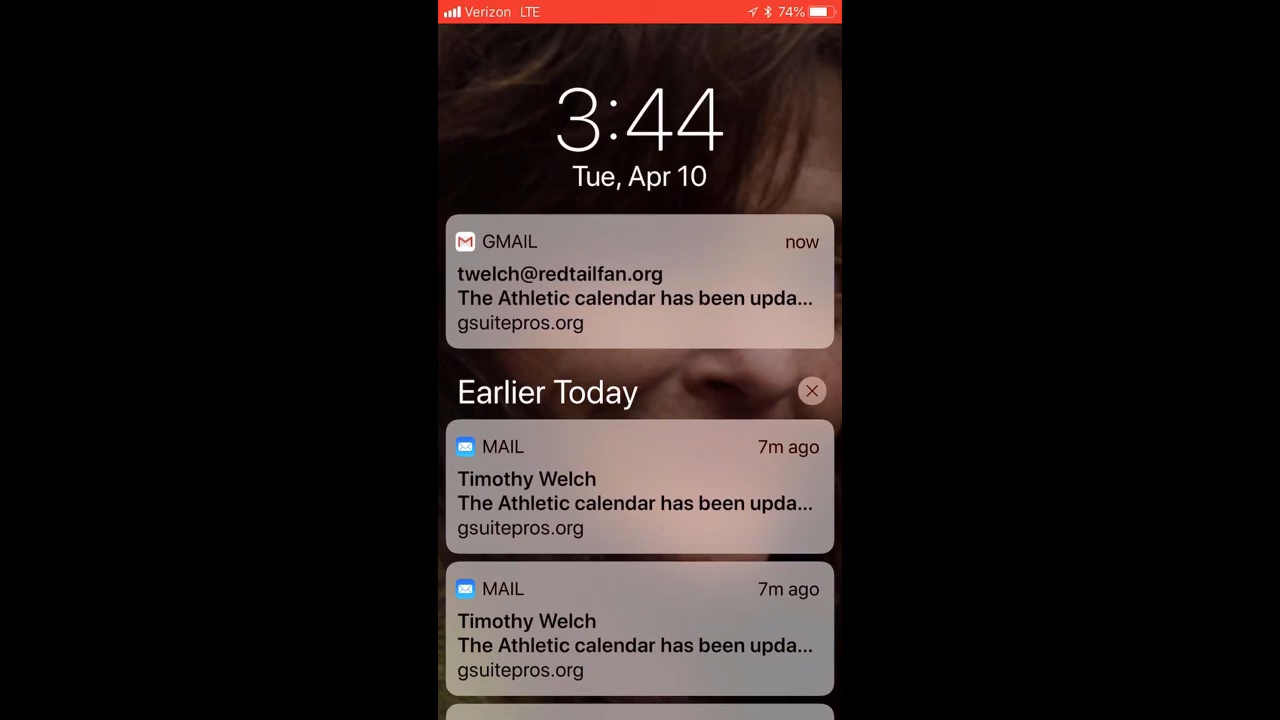 Verizon LTE 74%
3:44
Tue, Apr 10
GMAIL now
twelch@redtailfan.org
The Athletic calendar has been upda...
gsuitepros.org
Earlier Today
MAIL 7m ago
Timothy Welch
The Athletic calendar has been upda...
gsuitepros.org
MAIL 7m ago
Timothy Welch
The Athletic calendar has been upda...
gsuitepros.org